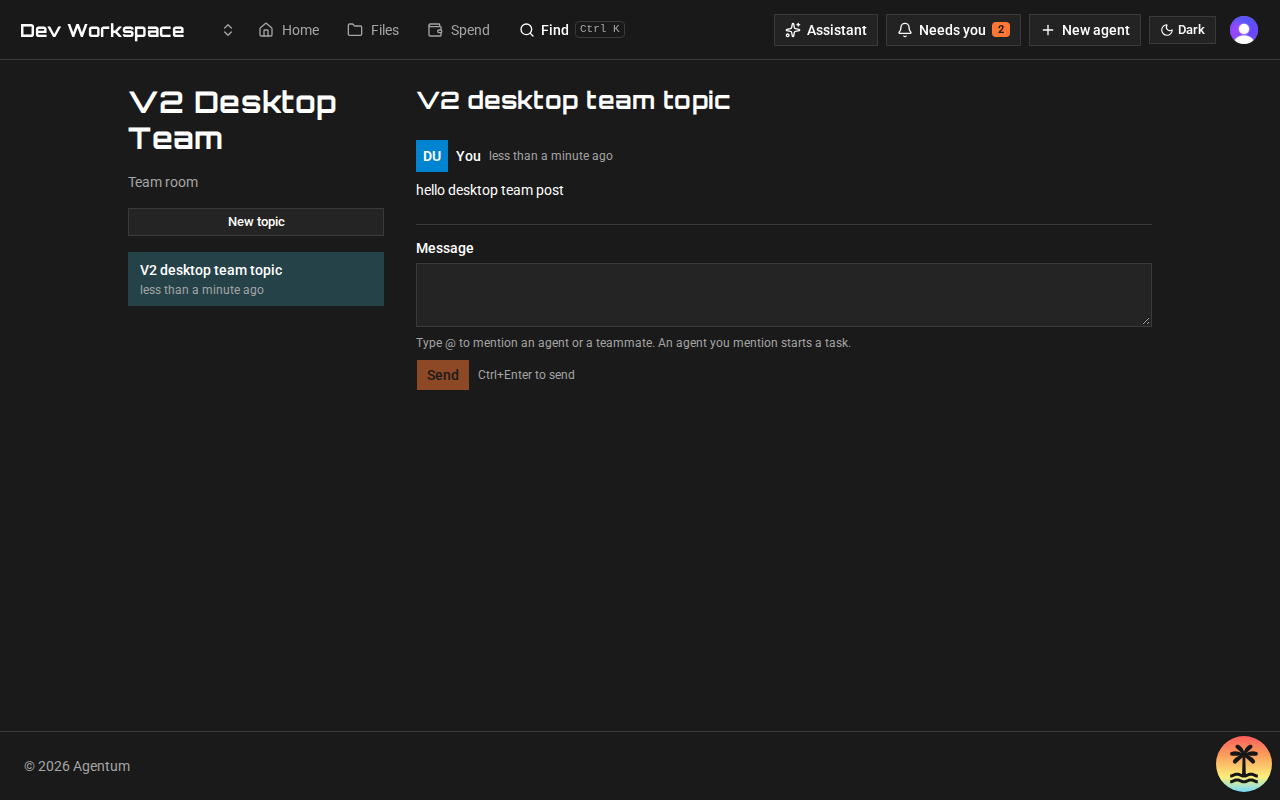 Dev Workspace
Home
Files
Spend
Find Ctrl K
Assistant
Needs you 2
New agent
Dark
V2 Desktop
Team
Team room
New topic
V2 desktop team topic
less than a minute ago
V2 desktop team topic
DU You less than a minute ago
hello desktop team post
Message
Type @ to mention an agent or a teammate. An agent you mention starts a task.
Send Ctrl+Enter to send
© 2026 Agentum